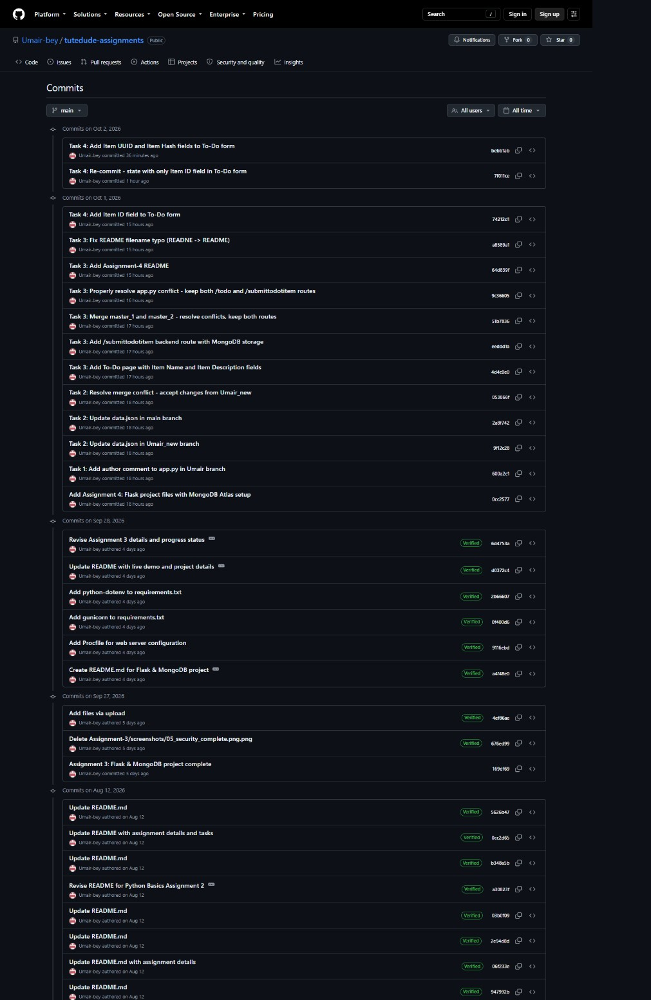 Platform Solutions Resources Open Source Enterprise Pricing Search / Sign in Sign up
Umair-bey / tutedude-assignments Public Notifications Fork 0 Star 0
Code Issues Pull requests Actions Projects Security and quality Insights
Commits
main All users All time
Commits on Oct 2, 2026
Task 4: Add Item UUID and Item Hash fields to To-Do form
Umair-bey committed 36 minutes ago
bebb1ab
Task 4: Re-commit - state with only Item ID field in To-Do form
Umair-bey committed 1 hour ago
7f011ce
Commits on Oct 1, 2026
Task 4: Add Item ID field to To-Do form
Umair-bey committed 15 hours ago
74212d1
Task 3: Fix README filename typo (READNE -> README)
Umair-bey committed 15 hours ago
a8589a1
Task 3: Add Assignment-4 README
Umair-bey committed 15 hours ago
64d839f
Task 3: Properly resolve app.py conflict - keep both /todo and /submittodotitem routes
Umair-bey committed 16 hours ago
9c36605
Task 3: Merge master_1 and master_2 - resolve conflicts, keep both routes
Umair-bey committed 17 hours ago
51b7836
Task 3: Add /submittodotitem backend route with MongoDB storage
Umair-bey committed 17 hours ago
eeddd1a
Task 3: Add To-Do page with Item Name and Item Description fields
Umair-bey committed 17 hours ago
4d4c0e0
Task 2: Resolve merge conflict - accept changes from Umair_new
Umair-bey committed 18 hours ago
053866f
Task 2: Update data.json in main branch
Umair-bey committed 18 hours ago
2a8f742
Task 2: Update data.json in Umair_new branch
Umair-bey committed 18 hours ago
9f12c28
Task 1: Add author comment to app.py in Umair branch
Umair-bey committed 18 hours ago
600a2e1
Add Assignment 4: Flask project files with MongoDB Atlas setup
Umair-bey committed 18 hours ago
0cc2577
Commits on Sep 28, 2026
Revise Assignment 3 details and progress status
Umair-bey authored 4 days ago
Verified 6d4753a
Update README with live demo and project details
Umair-bey authored 4 days ago
Verified d0372c4
Add python-dotenv to requirements.txt
Umair-bey authored 4 days ago
Verified 2b66607
Add gunicorn to requirements.txt
Umair-bey authored 4 days ago
Verified 0f400d6
Add Procfile for web server configuration
Umair-bey authored 4 days ago
Verified 9116ebd
Create README.md for Flask & MongoDB project
Umair-bey authored 4 days ago
Verified a4f48e0
Commits on Sep 27, 2026
Add files via upload
Umair-bey authored 5 days ago
Verified 4ef86ae
Delete Assignment-3/screenshots/05_security_complete.png.png
Umair-bey authored 5 days ago
Verified 676ed99
Assignment 3: Flask & MongoDB project complete
Umair-bey committed 5 days ago
169df69
Commits on Aug 12, 2026
Update README.md
Umair-bey authored on Aug 12
Verified 5626b47
Update README with assignment details and tasks
Umair-bey authored on Aug 12
Verified 0cc2d65
Update README.md
Umair-bey authored on Aug 12
Verified b348a5b
Revise README for Python Basics Assignment 2
Umair-bey authored on Aug 12
Verified a30823f
Update README.md
Umair-bey authored on Aug 12
Verified 03b0f09
Update README.md
Umair-bey authored on Aug 12
Verified 2e94d8d
Update README.md with assignment details
Umair-bey authored on Aug 12
Verified 06f233e
Update README.md
Umair-bey authored on Aug 12
Verified 947992b